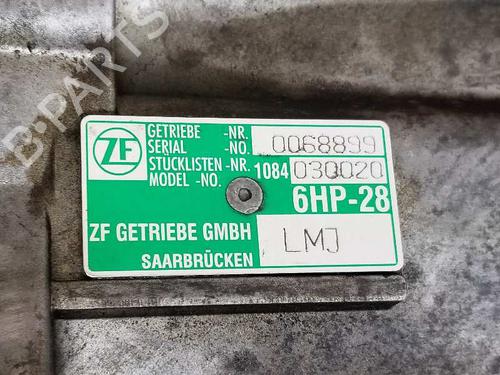 B-PARTS
ZF
GETRIEBE -NR. 0068899
SERIAL -NO.
STÜCKLISTEN -NR. 1084 030020
MODEL -NO.
6HP-28
ZF GETRIEBE GMBH LMJ
SAARBRÜCKEN